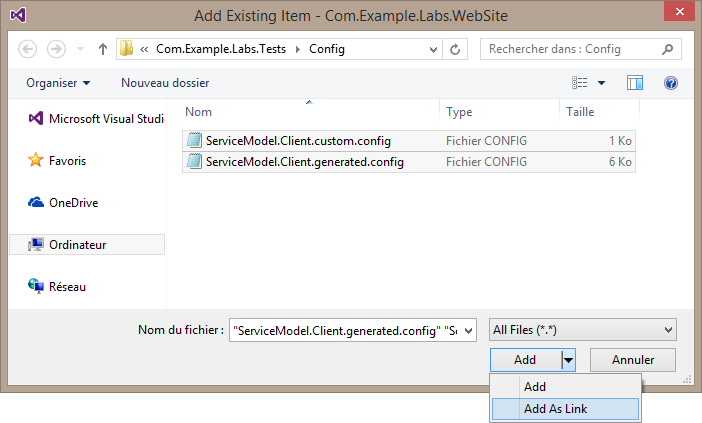 Add Existing Item - Com.Example.Labs.WebSite
Com.Example.Labs.Tests Config
Rechercher dans : Config
Organiser Nouveau dossier
Nom Type Taille
Microsoft Visual Studi
ServiceModel.Client.custom.config Fichier CONFIG 1 Ko
Favoris
ServiceModel.Client.generated.config Fichier CONFIG 6 Ko
OneDrive
Ordinateur
Réseau
Nom du fichier : "ServiceModel.Client.generated.config" "Se All Files (*.*)
Add Annuler
Add
Add As Link